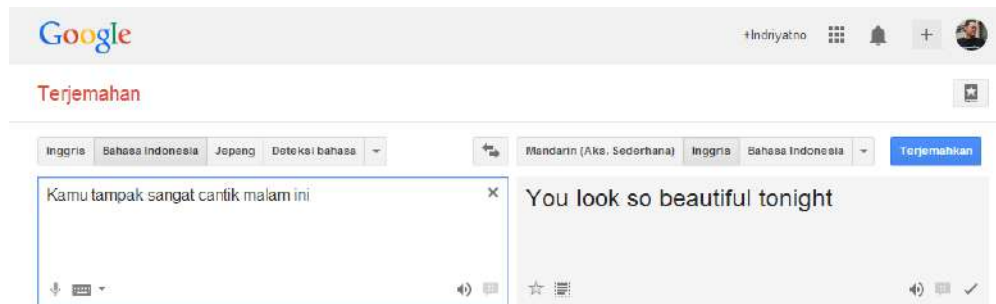 Google +Indriyatno
Terjemahan
Inggris Bahasa Indonesia Jepang Deteksi bahasa Mandarin (Aks. Sederhana) Inggris Bahasa Indonesia Terjemahkan
Kamu tampak sangat cantik malam ini
You look so beautiful tonight